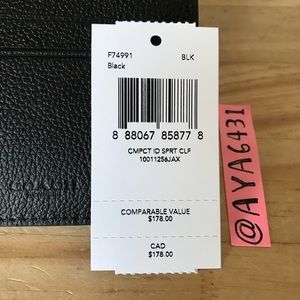 F74991 BLK
Black
8 88067 85877 8
CMPCT ID SPRT CLF
10011256JAX
COMPARABLE VALUE
$178.00
CAD
$178.00
@AYA6431
COACH